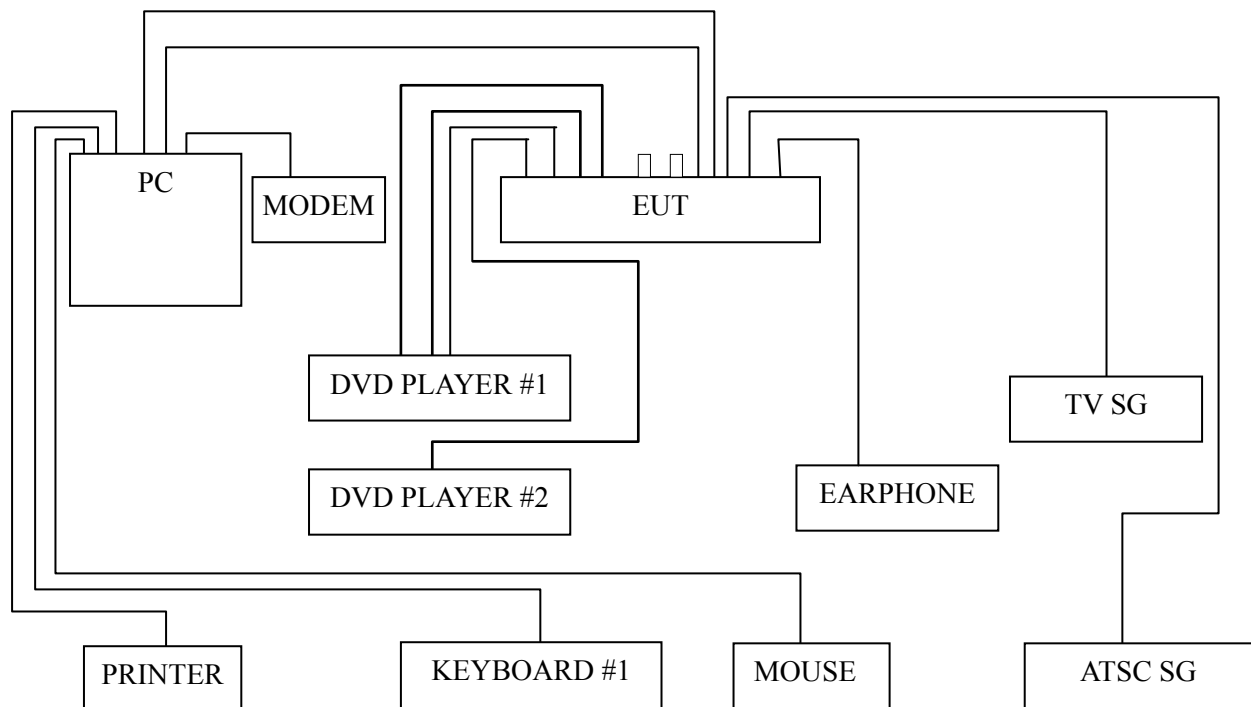 PC
MODEM
EUT
DVD PLAYER #1
TV SG
DVD PLAYER #2
EARPHONE
PRINTER
KEYBOARD #1
MOUSE
ATSC SG